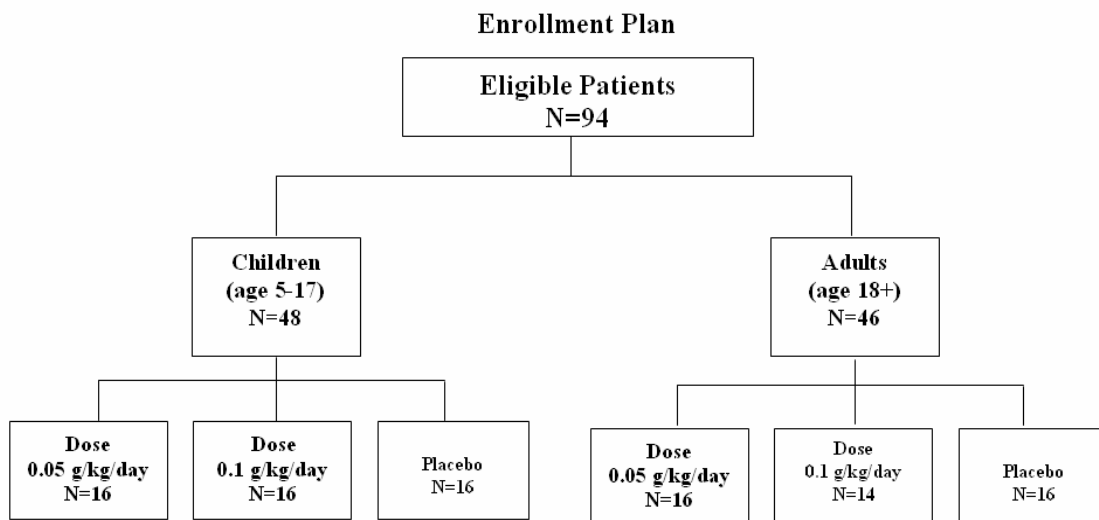 Enrollment Plan
Eligible Patients
N=94
Children
(age 5-17)
N=48
Adults
(age 18+)
N=46
Dose
0.05 g/kg/day
N=16
Dose
0.1 g/kg/day
N=16
Placebo
N=16
Dose
0.05 g/kg/day
N=16
Dose
0.1 g/kg/day
N=14
Placebo
N=16